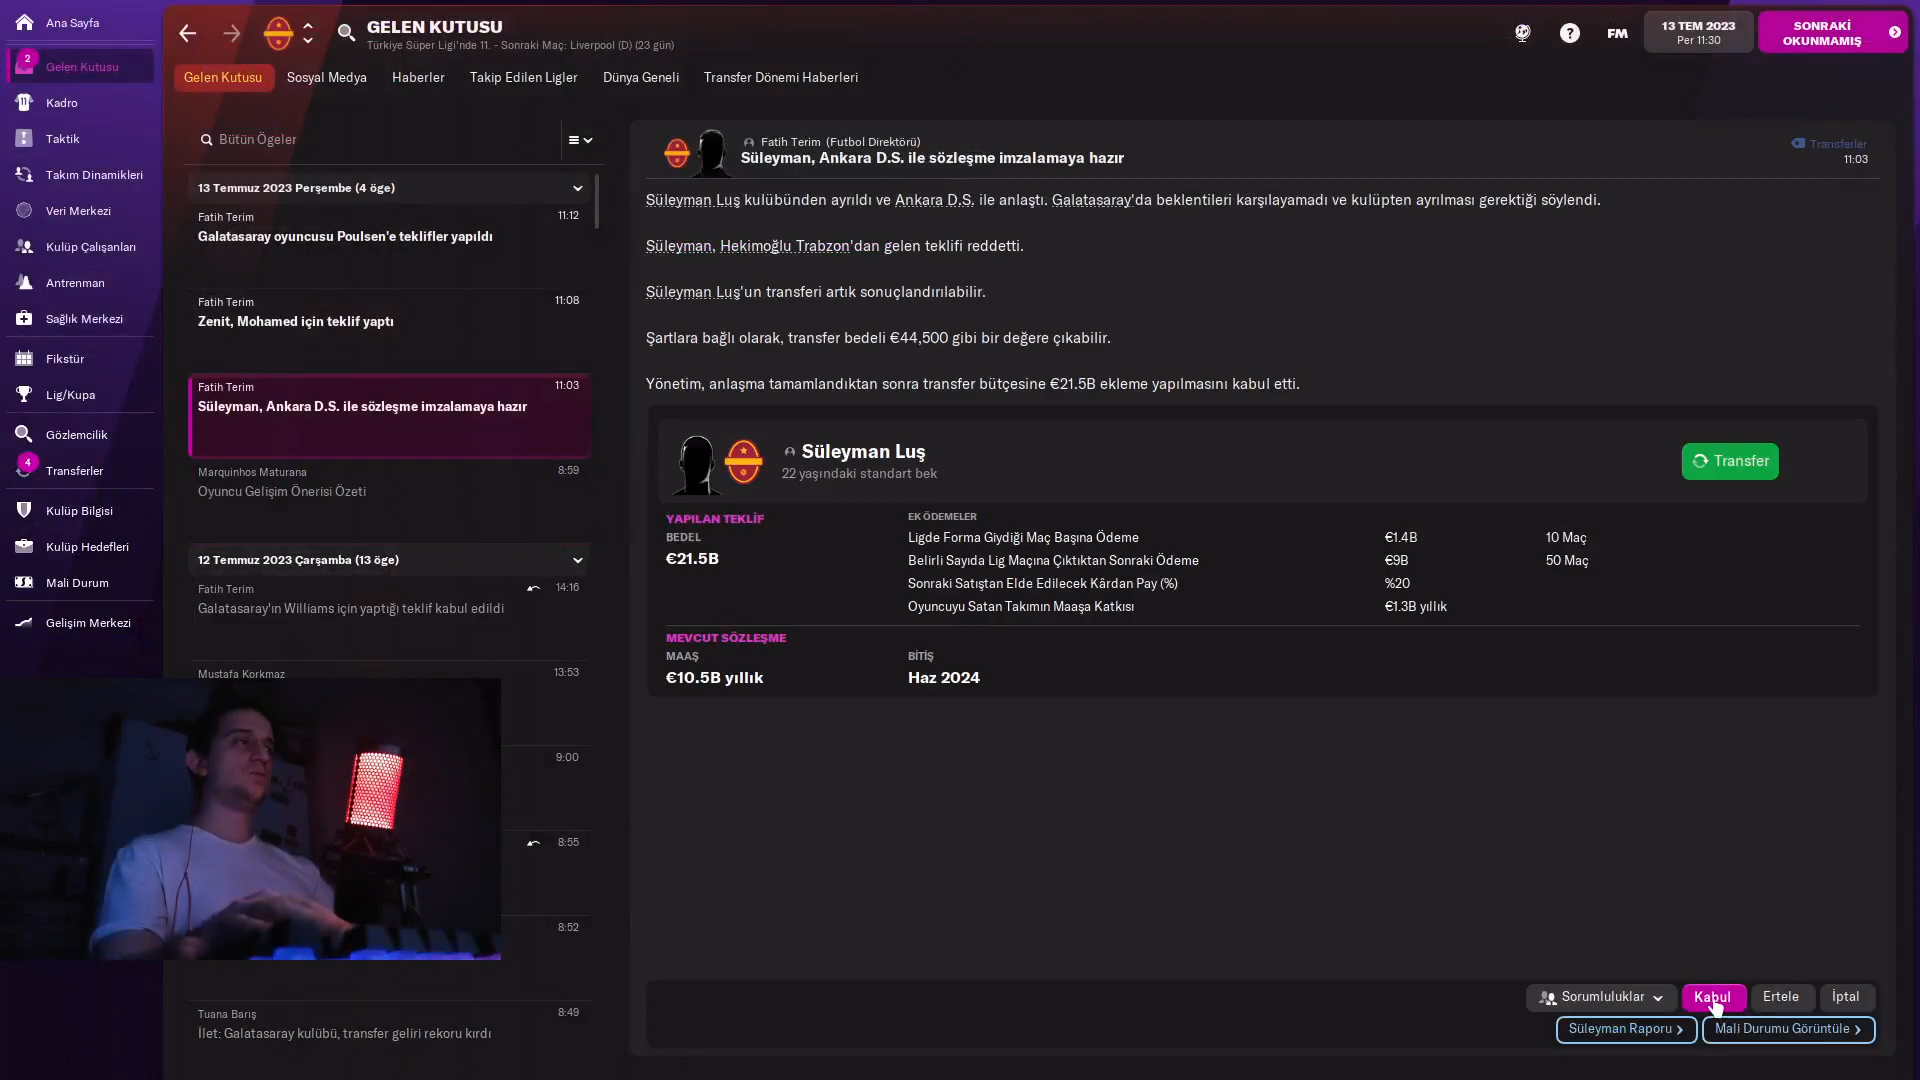 Ana Sayfa
2
Gelen Kutusu
Kadro
Taktik
Takım Dinamikleri
Veri Merkezi
Kulüp Çalışanları
Antrenman
Sağlık Merkezi
Fikstür
Lig/Kupa
Gözlemcilik
4
Transferler
Kulüp Bilgisi
Kulüp Hedefleri
Mali Durum
Gelişim Merkezi
GELEN KUTUSU
Türkiye Süper Ligi'nde 11. - Sonraki Maç: Liverpool (D) (23 gün)
FM
13 TEM 2023
Per 11:30
SONRAKİ
OKUNMAMIŞ
Gelen Kutusu Sosyal Medya Haberler Takip Edilen Ligler Dünya Geneli Transfer Dönemi Haberleri
Bütün Ögeler
13 Temmuz 2023 Perşembe (4 öge)
Fatih Terim 11:12
Galatasaray oyuncusu Poulsen'e teklifler yapıldı
Fatih Terim 11:08
Zenit, Mohamed için teklif yaptı
Fatih Terim 11:03
Süleyman, Ankara D.S. ile sözleşme imzalamaya hazır
Marquinhos Maturana 8:59
Oyuncu Gelişim Önerisi Özeti
12 Temmuz 2023 Çarşamba (13 öge)
Fatih Terim 14:16
Galatasaray'ın Williams için yaptığı teklif kabul edildi
Mustafa Korkmaz 13:53
9:00
8:55
8:52
Tuana Barış 8:49
İlet: Galatasaray kulübü, transfer geliri rekoru kırdı
Fatih Terim (Futbol Direktörü)
Süleyman, Ankara D.S. ile sözleşme imzalamaya hazır
Transferler
11:03
Süleyman Luş kulübünden ayrıldı ve Ankara D.S. ile anlaştı. Galatasaray'da beklentileri karşılayamadı ve kulüpten ayrılması gerektiği söylendi.
Süleyman, Hekimoğlu Trabzon'dan gelen teklifi reddetti.
Süleyman Luş'un transferi artık sonuçlandırılabilir.
Şartlara bağlı olarak, transfer bedeli €44,500 gibi bir değere çıkabilir.
Yönetim, anlaşma tamamlandıktan sonra transfer bütçesine €21.5B ekleme yapılmasını kabul etti.
Süleyman Luş
22 yaşındaki standart bek
Transfer
YAPILAN TEKLİF
BEDEL
€21.5B
EK ÖDEMELER
Ligde Forma Giydiği Maç Başına Ödeme €1.4B 10 Maç
Belirli Sayıda Lig Maçına Çıktıktan Sonraki Ödeme €9B 50 Maç
Sonraki Satıştan Elde Edilecek Kârdan Pay (%) %20
Oyuncuyu Satan Takımın Maaşa Katkısı €1.3B yıllık
MEVCUT SÖZLEŞME
MAAŞ BİTİŞ
€10.5B yıllık Haz 2024
Sorumluluklar Kabul Ertele İptal
Süleyman Raporu Mali Durumu Görüntüle